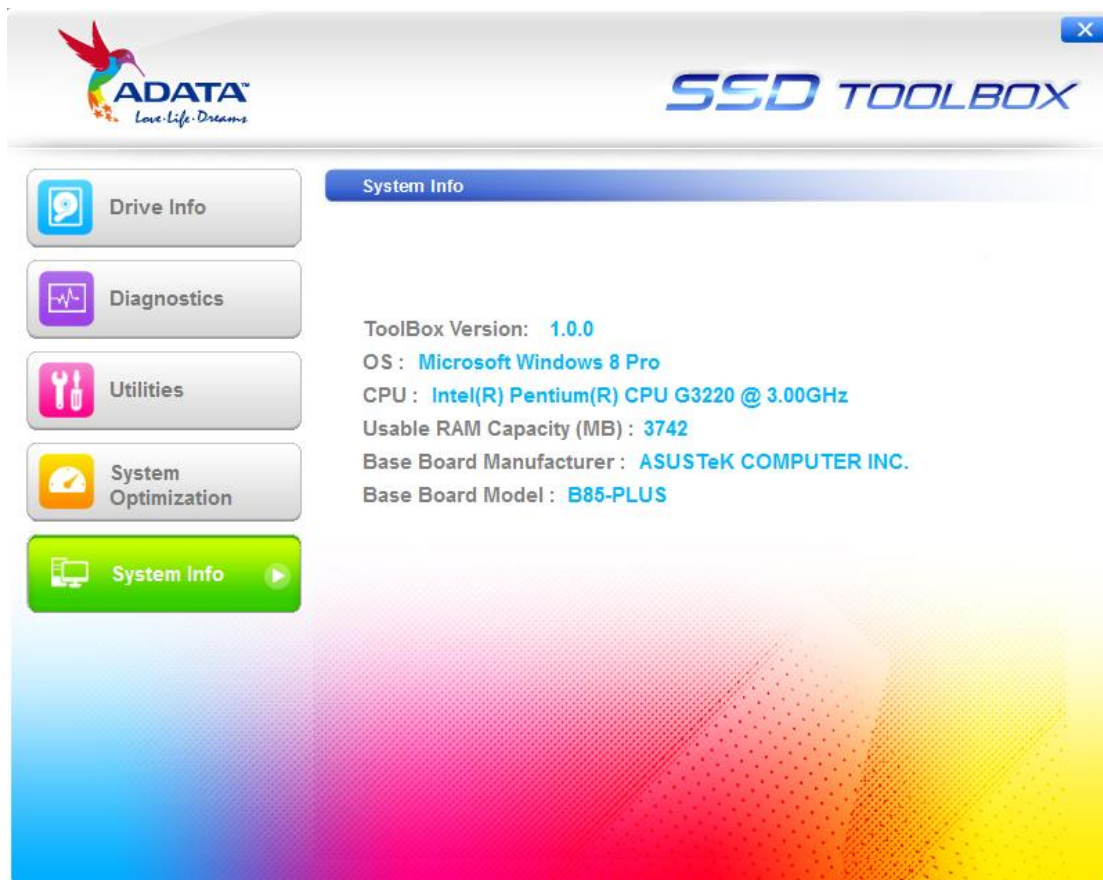 ADATA™
Love·Life·Dreams
SSD TOOLBOX
Drive Info
Diagnostics
Utilities
System
Optimization
System Info
System Info
ToolBox Version: 1.0.0
OS : Microsoft Windows 8 Pro
CPU : Intel(R) Pentium(R) CPU G3220 @ 3.00GHz
Usable RAM Capacity (MB) : 3742
Base Board Manufacturer : ASUSTeK COMPUTER INC.
Base Board Model : B85-PLUS